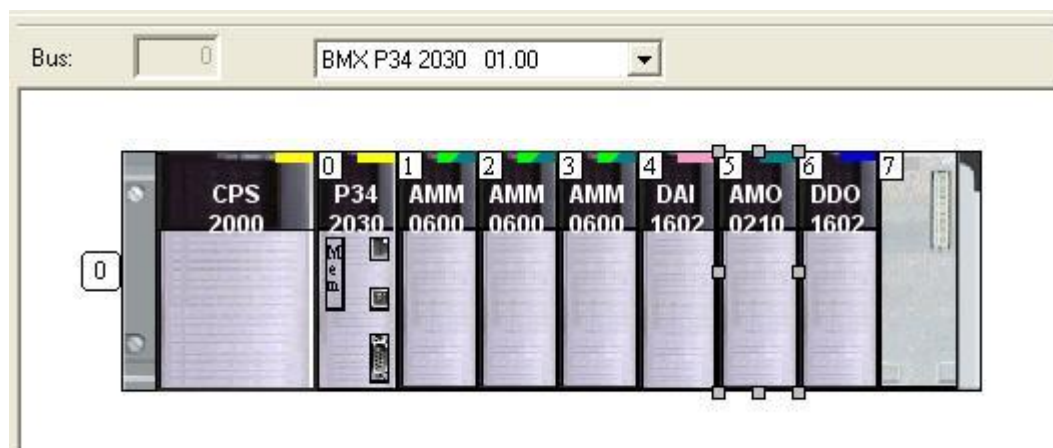 Bus: 0 BMX P34 2030 01.00
0 1 2 3 4 5 6 7
CPS P34 AMM AMM AMM DAI AMO DDO
2000 2030 0600 0600 0600 1602 0210 1602
Mem
0